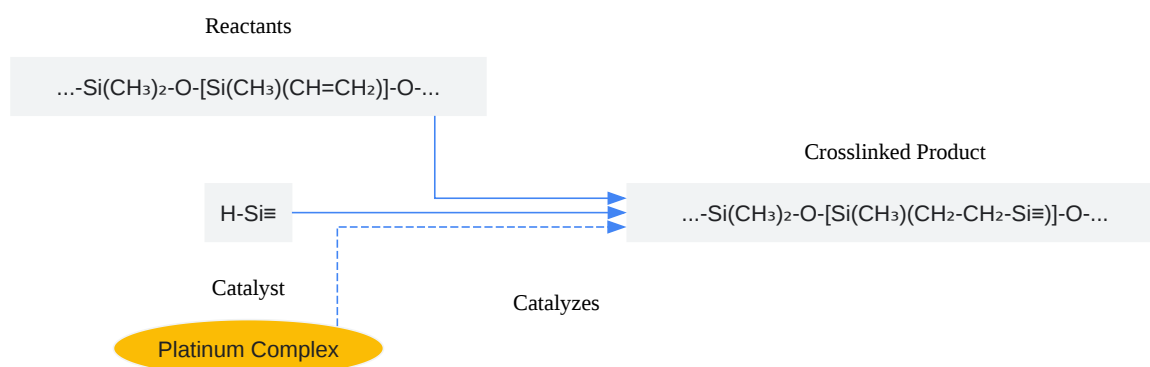 Reactants
...-Si(CH₃)₂-O-[Si(CH₃)(CH=CH₂)]-O-...
Crosslinked Product
H-Si≡
...-Si(CH₃)₂-O-[Si(CH₃)(CH₂-CH₂-Si≡)]-O-...
Catalyst
Catalyzes
Platinum Complex